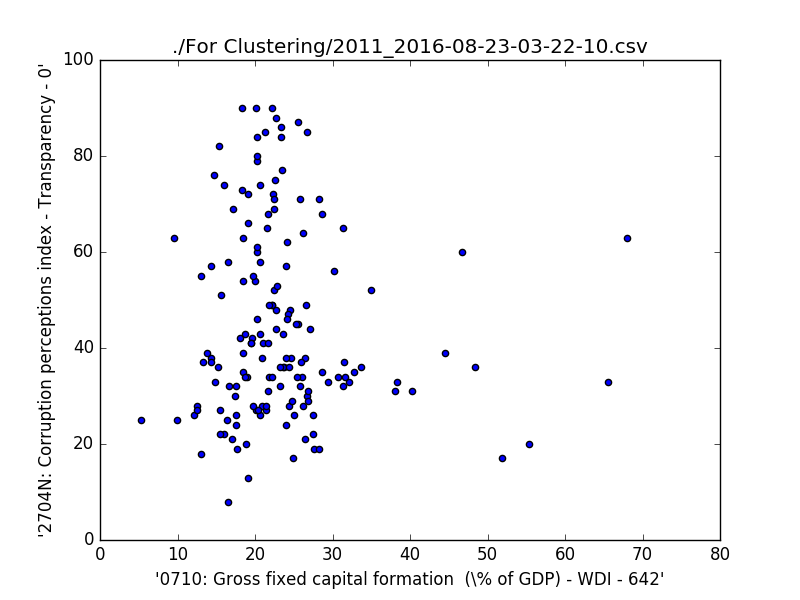 ./For Clustering/2011_2016-08-23-03-22-10.csv
100
80
60
40
20
0
'2704N: Corruption perceptions index - Transparency - 0'
0 10 20 30 40 50 60 70 80
'0710: Gross fixed capital formation  (\% of GDP) - WDI - 642'